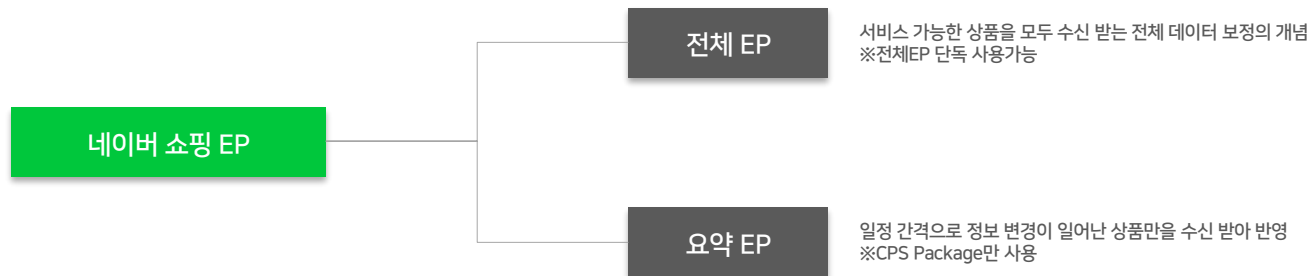 네이버 쇼핑 EP
전체 EP
서비스 가능한 상품을 모두 수신 받는 전체 데이터 보정의 개념
※전체EP 단독 사용가능
요약 EP
일정 간격으로 정보 변경이 일어난 상품만을 수신 받아 반영
※CPS Package만 사용